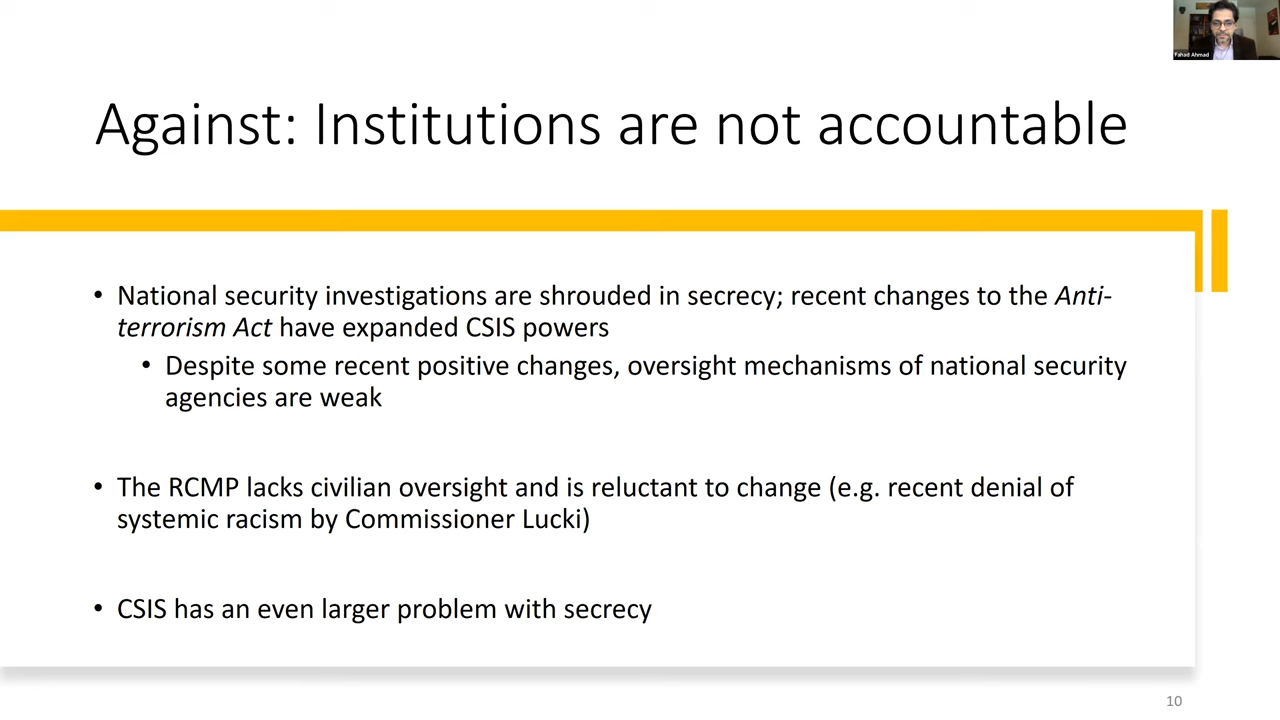 Fahad Ahmad
Against: Institutions are not accountable
• National security investigations are shrouded in secrecy; recent changes to the Anti-
terrorism Act have expanded CSIS powers
• Despite some recent positive changes, oversight mechanisms of national security
agencies are weak
• The RCMP lacks civilian oversight and is reluctant to change (e.g. recent denial of
systemic racism by Commissioner Lucki)
• CSIS has an even larger problem with secrecy
10